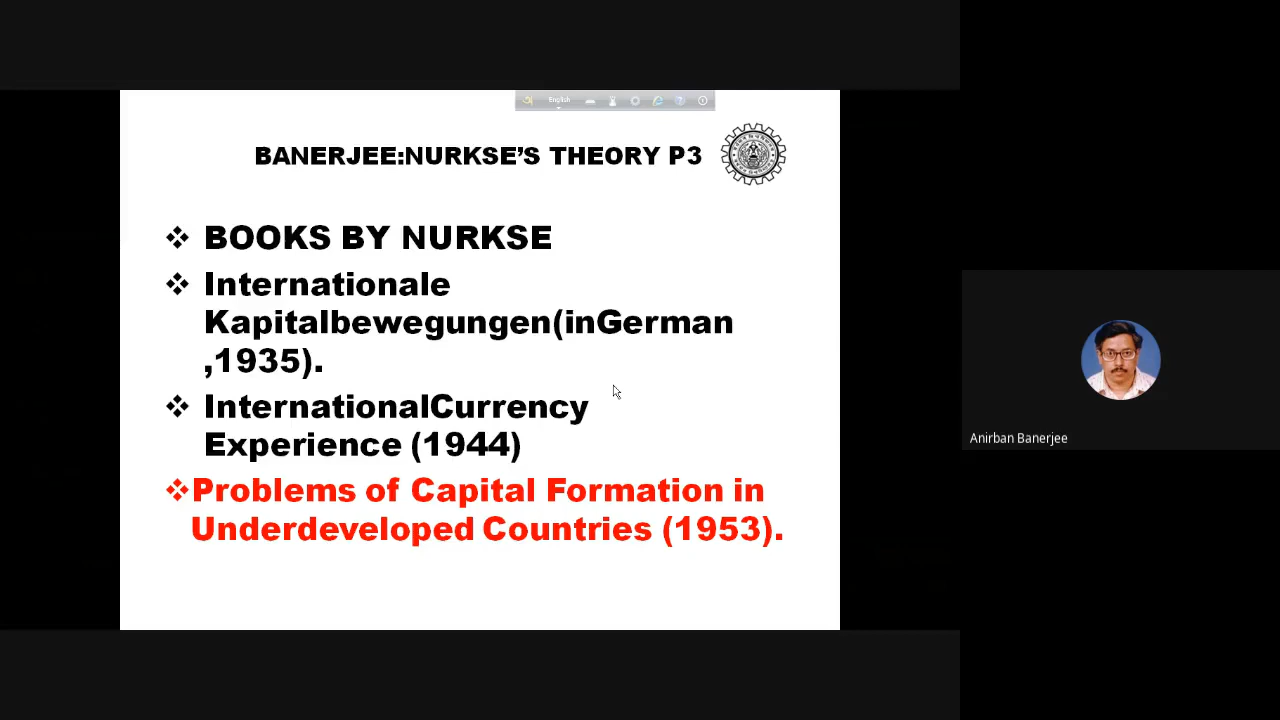 English
BANERJEE:NURKSE’S THEORY P3
BOOKS BY NURKSE
Internationale
Kapitalbewegungen(inGerman
,1935).
InternationalCurrency
Experience (1944)
Problems of Capital Formation in
Underdeveloped Countries (1953).
Anirban Banerjee